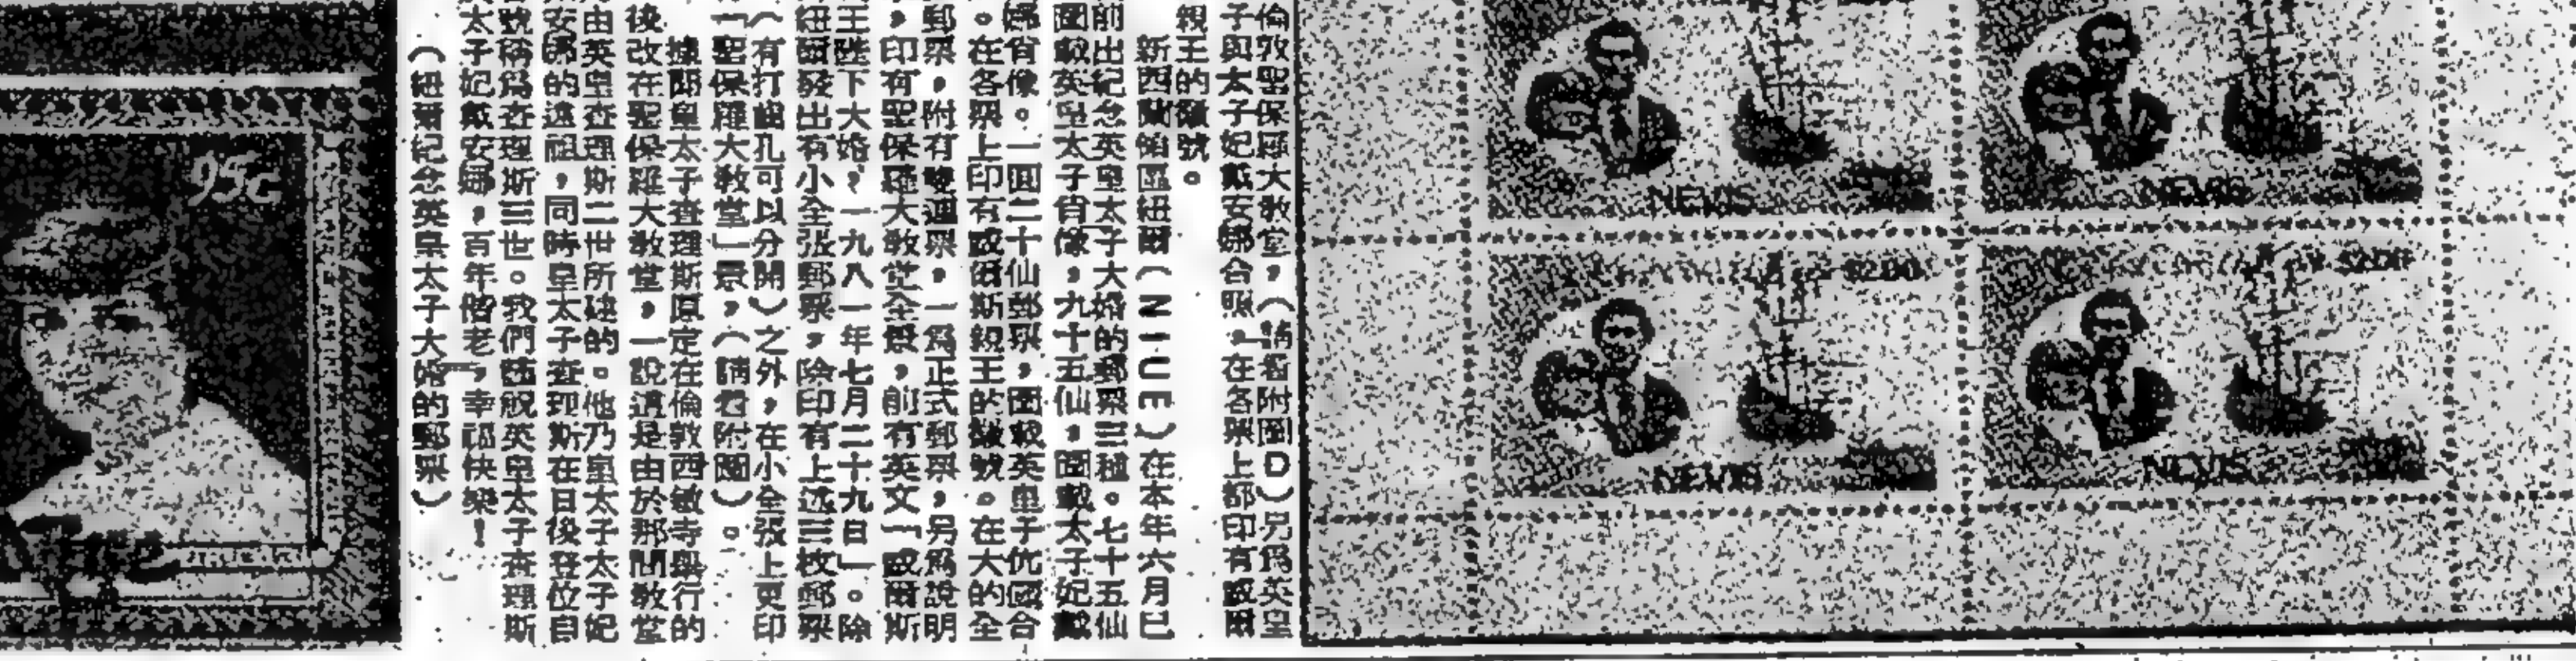 倫敦聖保羅大教堂，（請看附圖D）另爲英皇
子與太子妃戴安娜合照，在各票上都印有威爾
親王的徽號。
新西蘭屬區紐爾（NIUE）在本年六月已
前出紀念英皇太子大婚的郵票三種。七十五仙
圖載英皇太子肖像，九十五仙，圖載太子妃戴
娜肖像。一圓二十仙郵票，圖載英皇子伉儷合
。在各票上印有威爾斯親王的徽號。在大的全
郵票，附有雙連票，一爲正式郵票，另爲說明
，印有聖保羅大教堂全景，前有英文「威爾斯
王陛下大婚，一九八一年七月二十九日」。除
紐爾發出有小全張郵票，除印有上述三枚郵票
（有打齒孔可以分開）之外，在小全張上更印
「聖保羅大教堂」景，（請看附圖）。
據聞皇太子查理斯原定在倫敦西敏寺舉行的
後改在聖保羅大教堂，一說這是由於那間教堂
由英皇查理斯二世所建的。他乃皇太子太子妃
安娜的遠祖，同時皇太子查理斯在日後登位自
號稱爲查理斯三世。我們謹祝英皇太子查理斯
太子妃戴安娜，百年偕老，幸福快樂！
（紐爾紀念英皇太子大婚的郵票）
95c
NEVIS
NEVIS
$2.00
NEVIS
$2.00
NEVIS